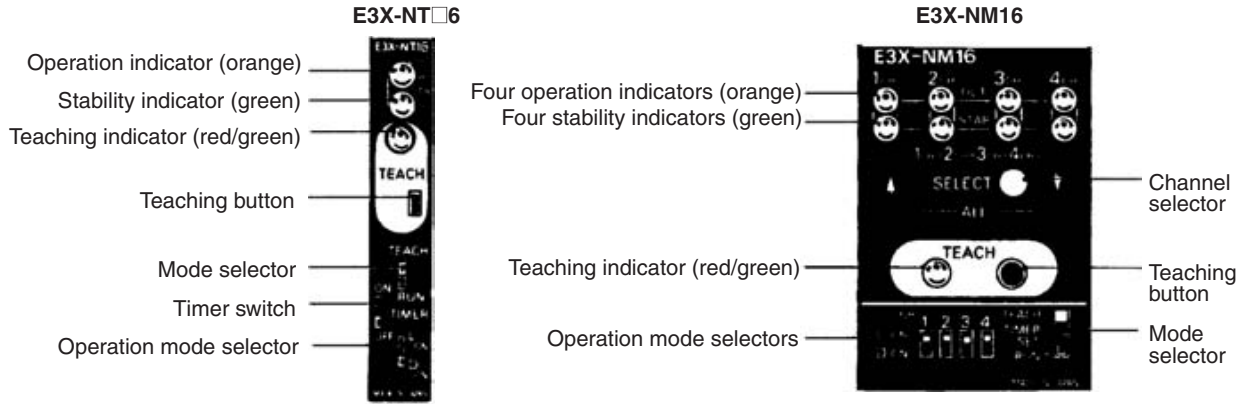 E3X-NT□6
E3X-NM16
E3X-NT16
Operation indicator (orange)
Stability indicator (green)
Teaching indicator (red/green)
TEACH
Teaching button
TEACH
Mode selector
ON
RUN
Timer switch
TIMER
OFF
Operation mode selector
E3X-NM16
1 2 3 4
Four operation indicators (orange)
Four stability indicators (green)
STAB
1 2 3 4
SELECT
ALL
Channel
selector
TEACH
Teaching indicator (red/green)
Teaching
button
1 2 3 4
TIMER
Operation mode selectors
Mode
selector